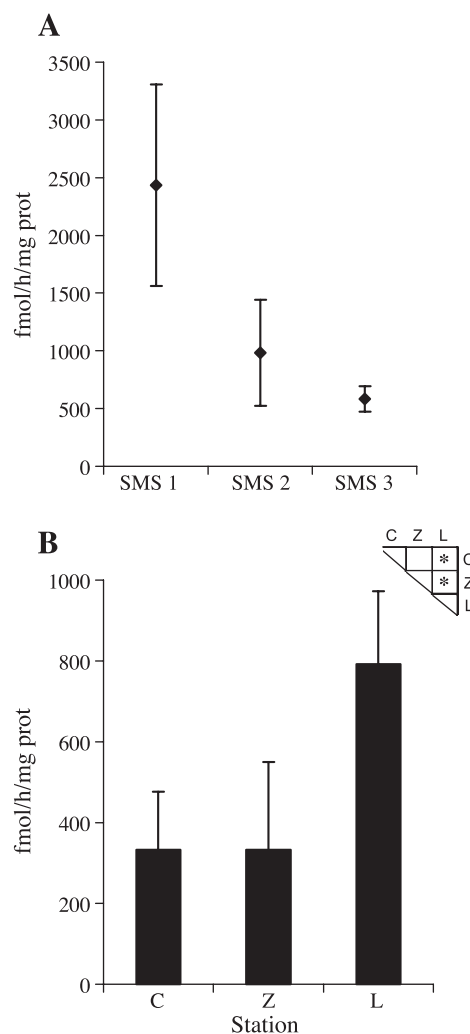 A
3500
3000
2500
2000
1500
1000
500
0
fmol/h/mg prot
SMS 1 SMS 2 SMS 3
B
C Z L
* C
* Z
L
1000
800
600
400
200
0
fmol/h/mg prot
C Z L
Station